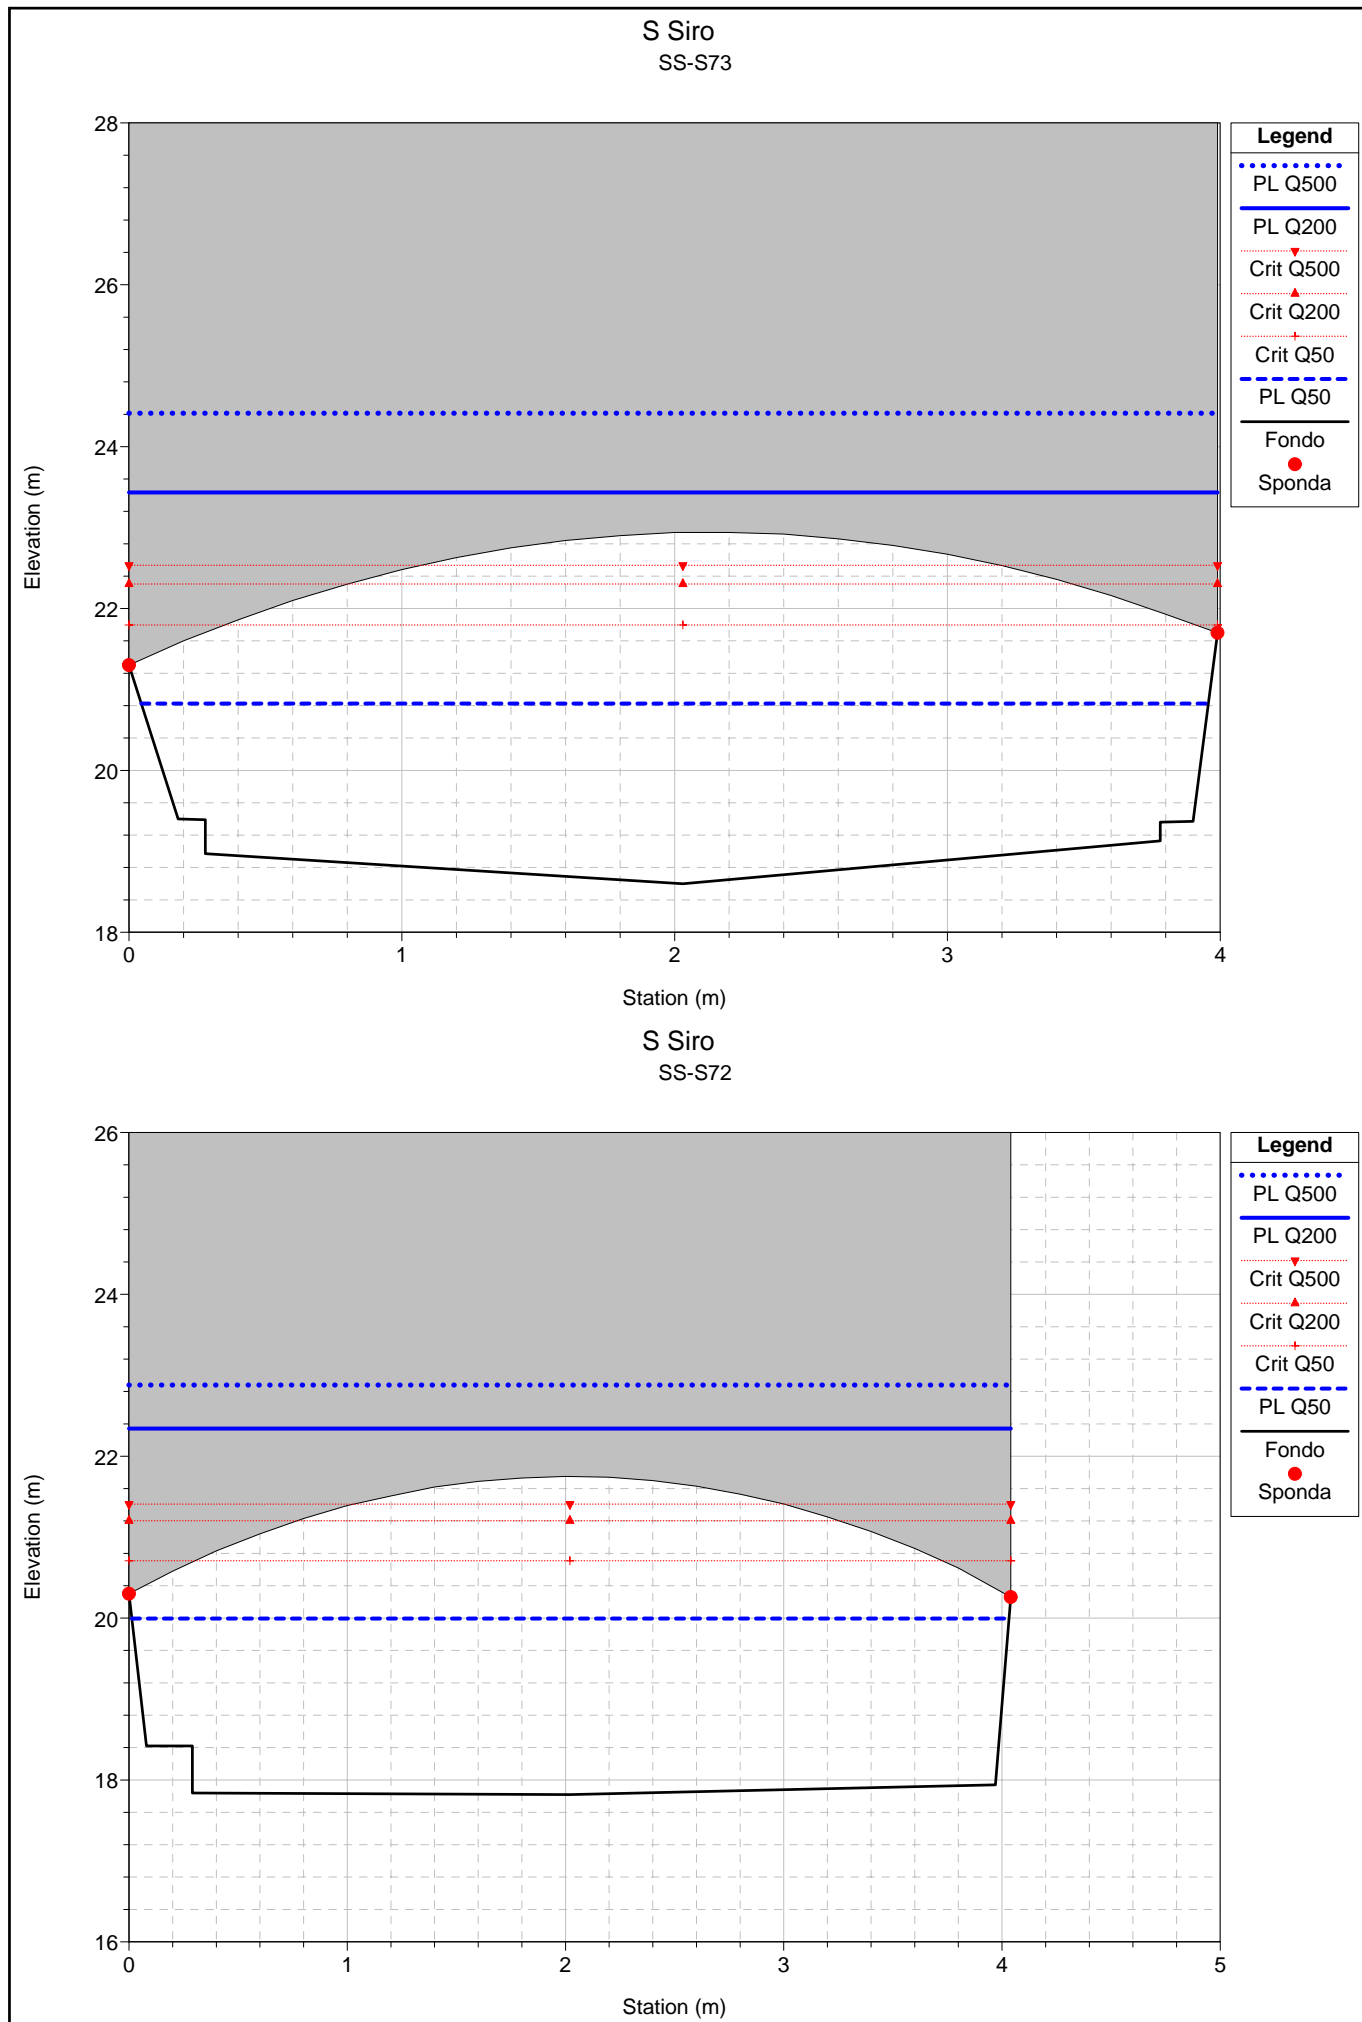 S Siro
SS-S73
28
26
24
22
20
18
0 1 2 3 4
Elevation (m)
Station (m)
Legend
PL Q500
PL Q200
Crit Q500
Crit Q200
Crit Q50
PL Q50
Fondo
Sponda
S Siro
SS-S72
26
24
22
20
18
16
0 1 2 3 4 5
Elevation (m)
Station (m)
Legend
PL Q500
PL Q200
Crit Q500
Crit Q200
Crit Q50
PL Q50
Fondo
Sponda